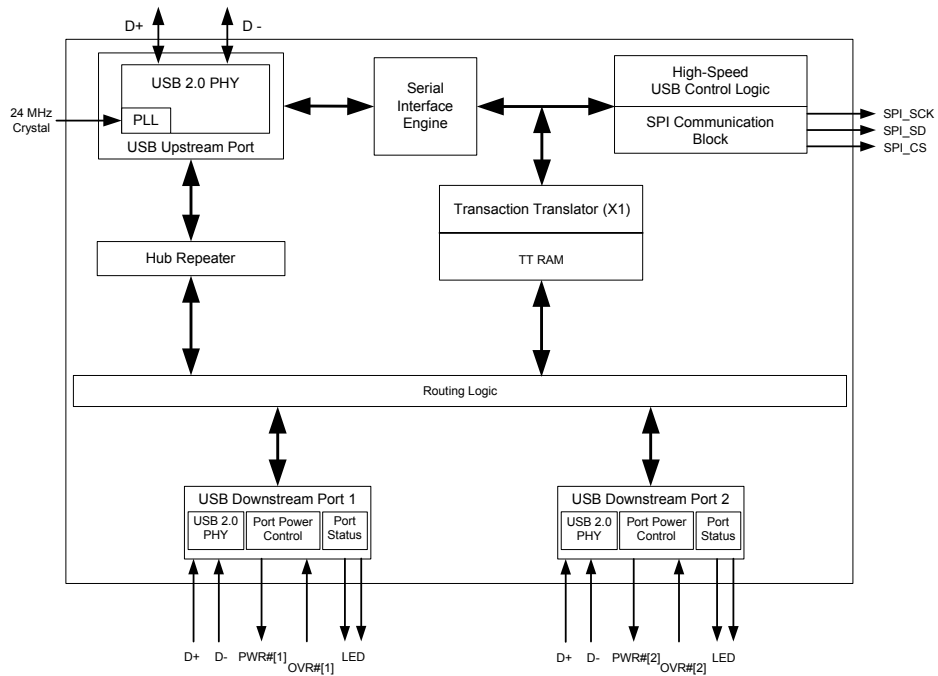 D+
D -
USB 2.0 PHY
PLL
USB Upstream Port
24 MHz
Crystal
Serial
Interface
Engine
High-Speed
USB Control Logic
SPI Communication
Block
SPI_SCK
SPI_SD
SPI_CS
Transaction Translator (X1)
TT RAM
Hub Repeater
Routing Logic
USB Downstream Port 1
USB 2.0
PHY
Port Power
Control
Port
Status
USB Downstream Port 2
USB 2.0
PHY
Port Power
Control
Port
Status
D+
D-
PWR#[1]
OVR#[1]
LED
D+
D-
PWR#[2]
OVR#[2]
LED